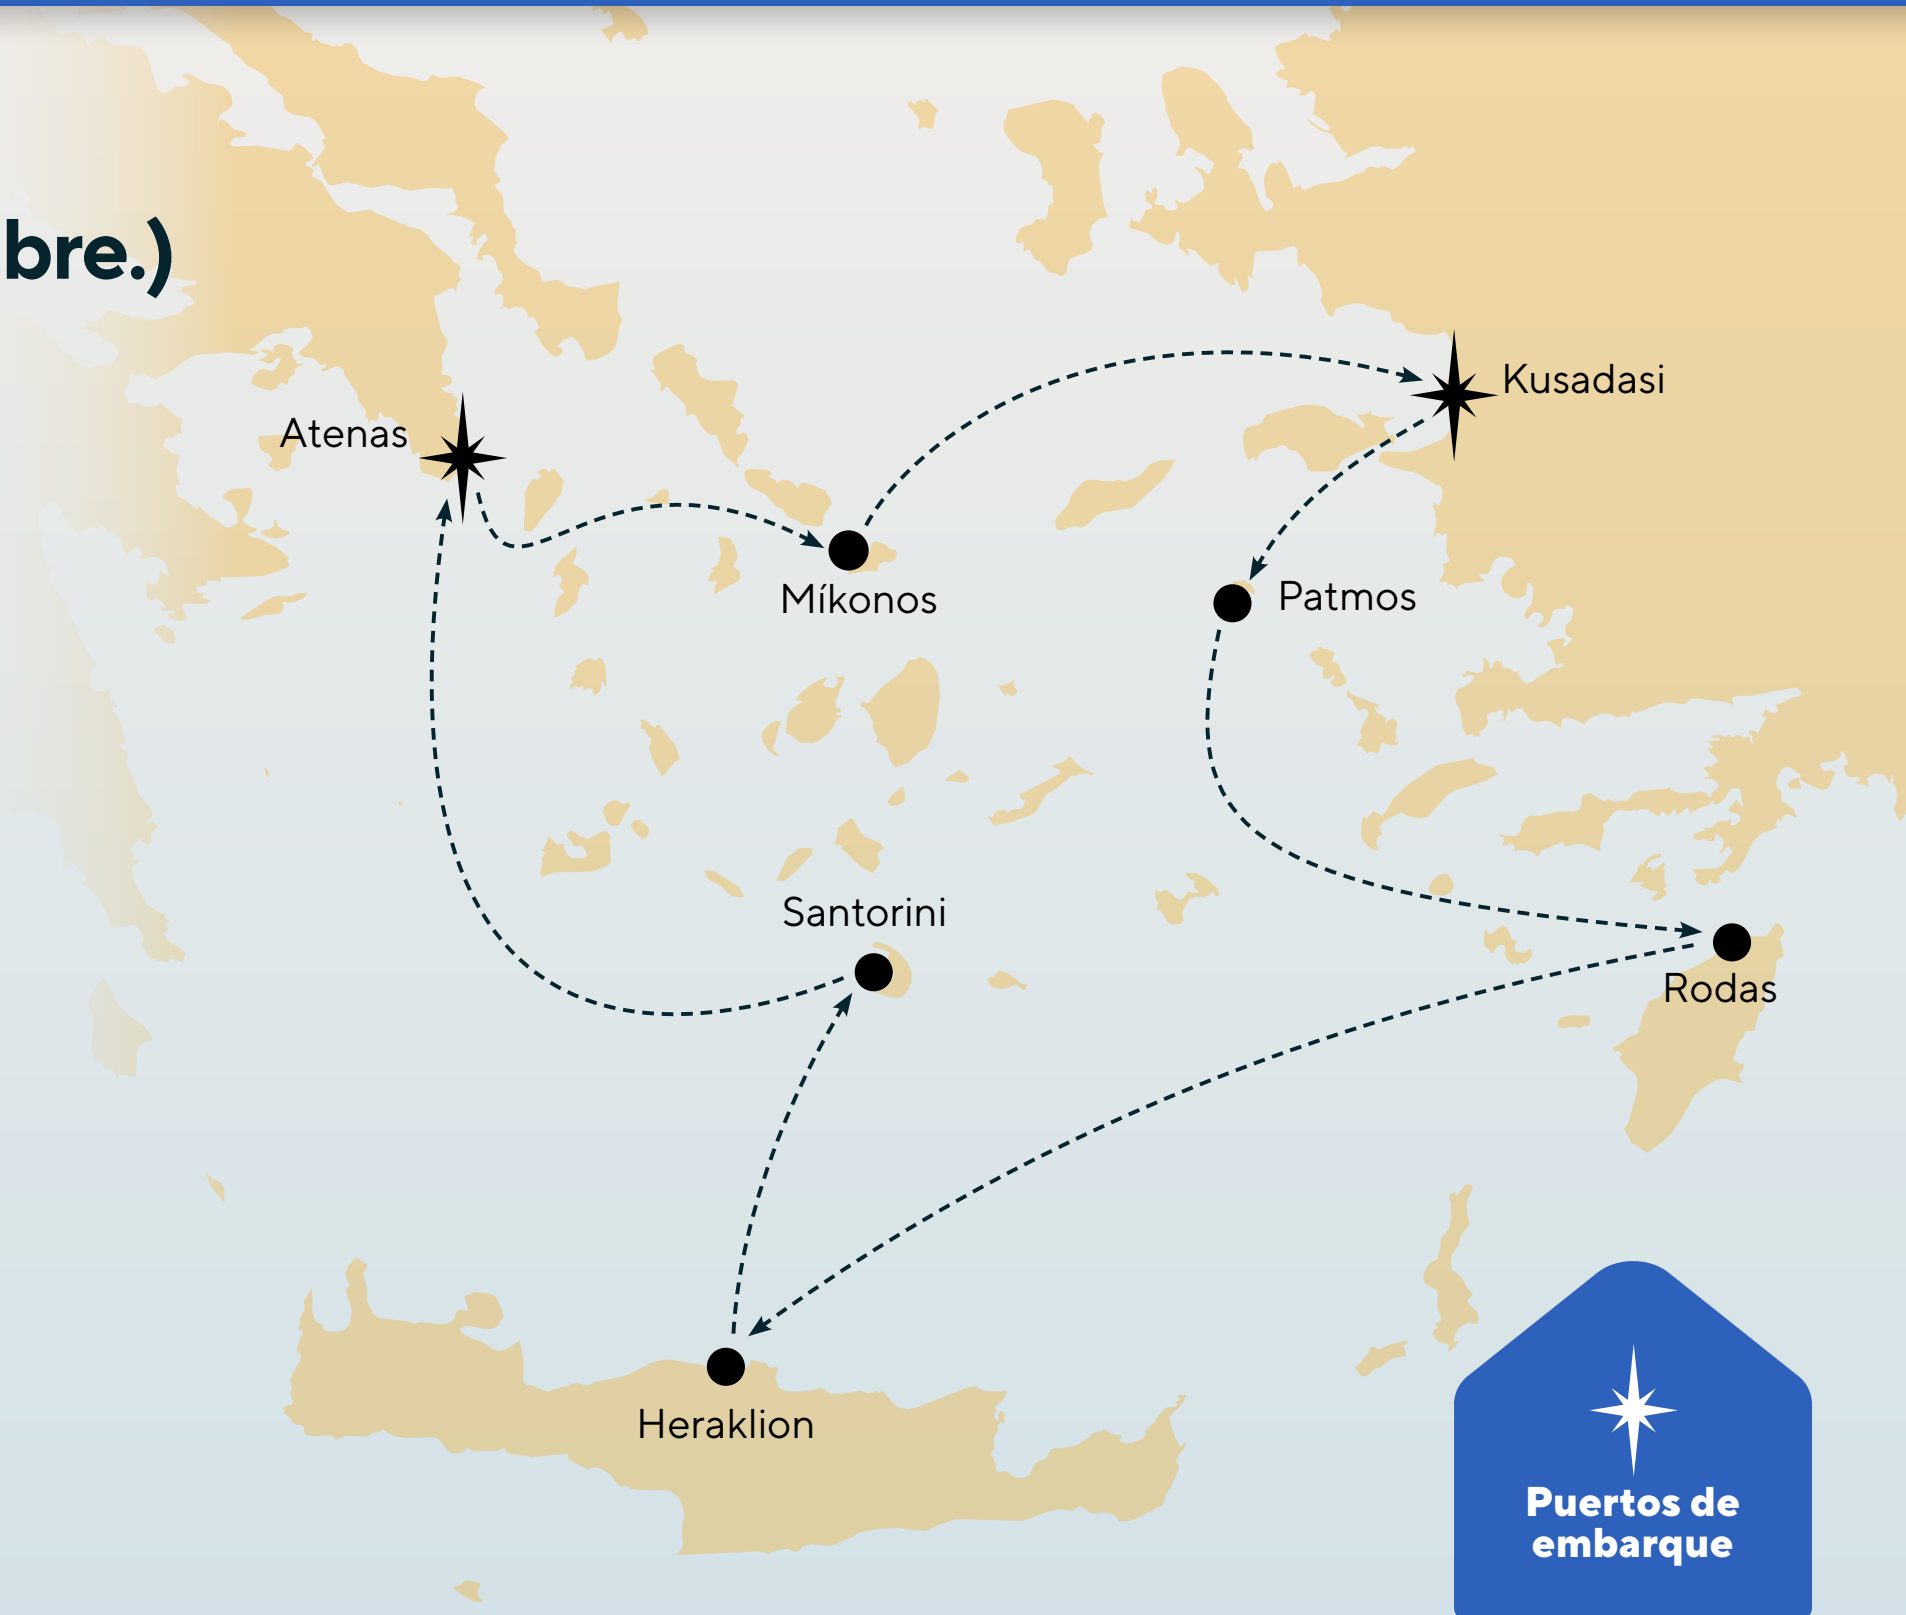 bre.)
Kusadasi
Atenas
Míkonos
Patmos
Santorini
Rodas
Heraklion
Puertos de
embarque